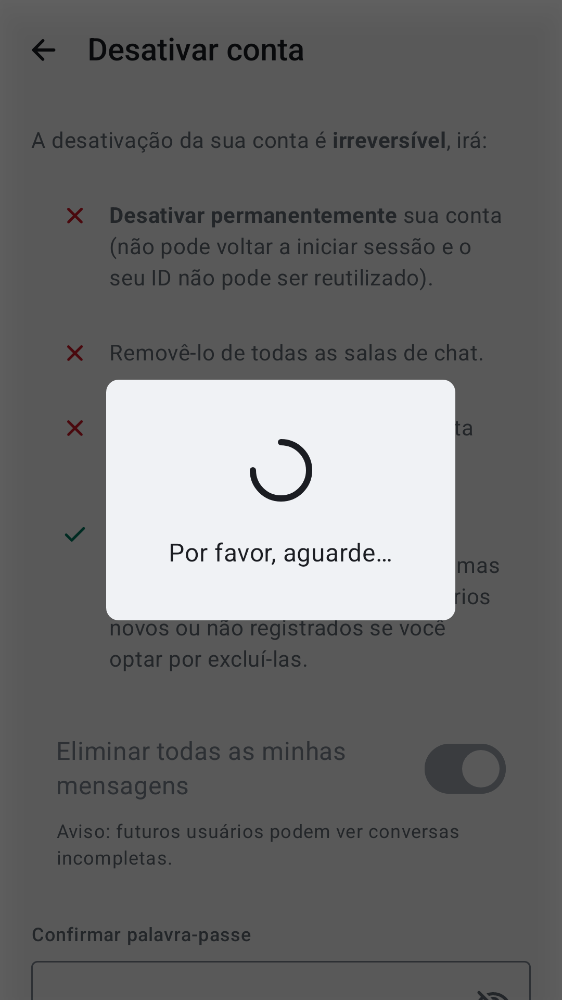 Desativar conta
A desativação da sua conta é irreversível, irá:
Desativar permanentemente sua conta
(não pode voltar a iniciar sessão e o
seu ID não pode ser reutilizado).
Removê-lo de todas as salas de chat.
ta
Por favor, aguarde...
mas
rios
novos ou não registrados se você
optar por excluí-las.
Eliminar todas as minhas
mensagens
Aviso: futuros usuários podem ver conversas
incompletas.
Confirmar palavra-passe